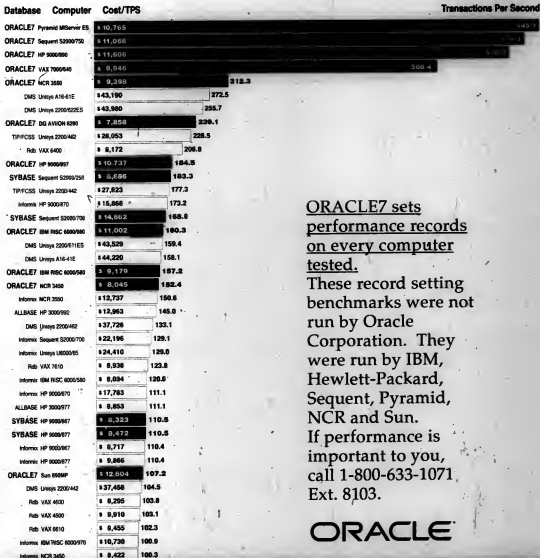 Database Computer Cost/TPS Transactions Per Second
ORACLE7 Pyramid MIServer ES $10,765
ORACLE7 Sequent S2000/750 $11,066
ORACLE7 HP 9000/890 $11,606
ORACLE7 VAX 7000/640 $8,946 508.4
ORACLE7 NCR 3550 $9,398 312.3
DMS Unisys A16-61E $43,190 272.5
DMS Unisys 2200/622ES $43,980 255.7
ORACLE7 DG AViiON 6280 $7,858 239.1
TIP/FCSS Unisys 2200/462 $28,053 228.5
Rdb VAX 6400 $9,172 208.8
ORACLE7 HP 9000/897 $10,737 184.5
SYBASE Sequent S2000/250 $8,686 183.3
TIP/FCSS Unisys 2200/442 $27,823 177.3
Informix HP 9000/870 $15,868 173.2
SYBASE Sequent S2000/700 $14,862 168.8
ORACLE7 IBM RISC 6000/980 $11,002 160.3
DMS Unisys 2200/611ES $43,529 159.4
DMS Unisys A16-41E $44,220 158.1
ORACLE7 IBM RISC 6000/580 $9,179 157.2
ORACLE7 NCR 3450 $8,045 152.4
Informix NCR 3550 $12,737 150.6
ALLBASE HP 3000/992 $12,963 145.0
DMS Unisys 2200/462 $37,726 133.1
Informix Sequent S2000/700 $22,196 129.1
Informix Unisys U6000/85 $24,410 129.0
Rdb VAX 7610 $8,938 123.8
Informix IBM RISC 6000/580 $8,034
Informix HP 9000/870 $17,763 111.1
ALLBASE HP 3000/977 $9,853 111.1
SYBASE HP 9000/867 $8,323 110.5
SYBASE HP 9000/877 $8,472 110.5
Informix HP 9000/867 $8,717 110.4
Informix HP 9000/877 $9,866 110.4
ORACLE7 Sun 690MP $12,604 107.2
DMS Unisys 2200/442 $37,458 104.5
Rdb VAX 4600 $8,295 103.8
Rdb VAX 4500 $9,910 103.1
Rdb VAX 6610 $9,455 102.3
Informix IBM RISC 6000/970 $10,730 100.9
Informix NCR 3450 $8,422 100.3
ORACLE7 sets
performance records
on every computer
tested.
These record setting
benchmarks were not
run by Oracle
Corporation. They
were run by IBM,
Hewlett-Packard,
Sequent, Pyramid,
NCR and Sun.
If performance is
important to you,
call 1-800-633-1071
Ext. 8103.
ORACLE